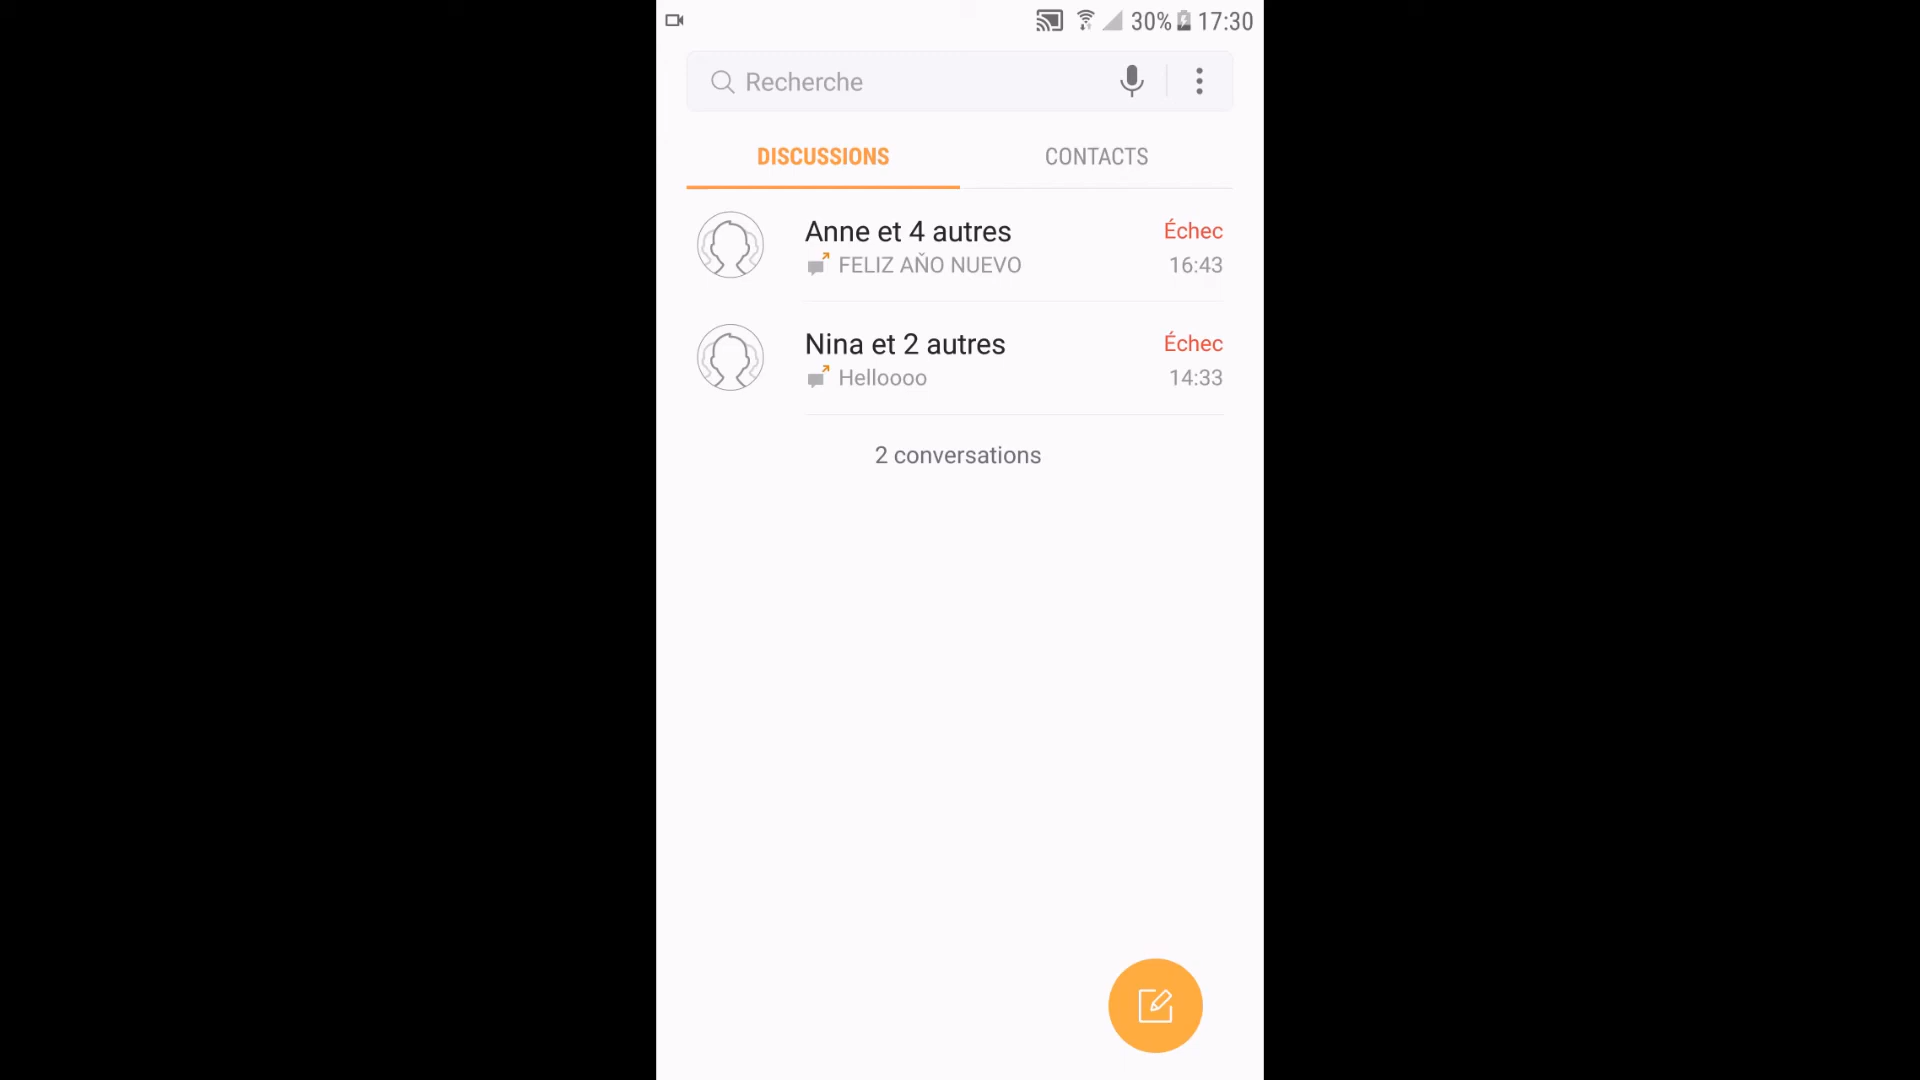 30% 17:30
Recherche
DISCUSSIONS CONTACTS
Anne et 4 autres Échec
FELIZ AŇO NUEVO 16:43
Nina et 2 autres Échec
Helloooo 14:33
2 conversations